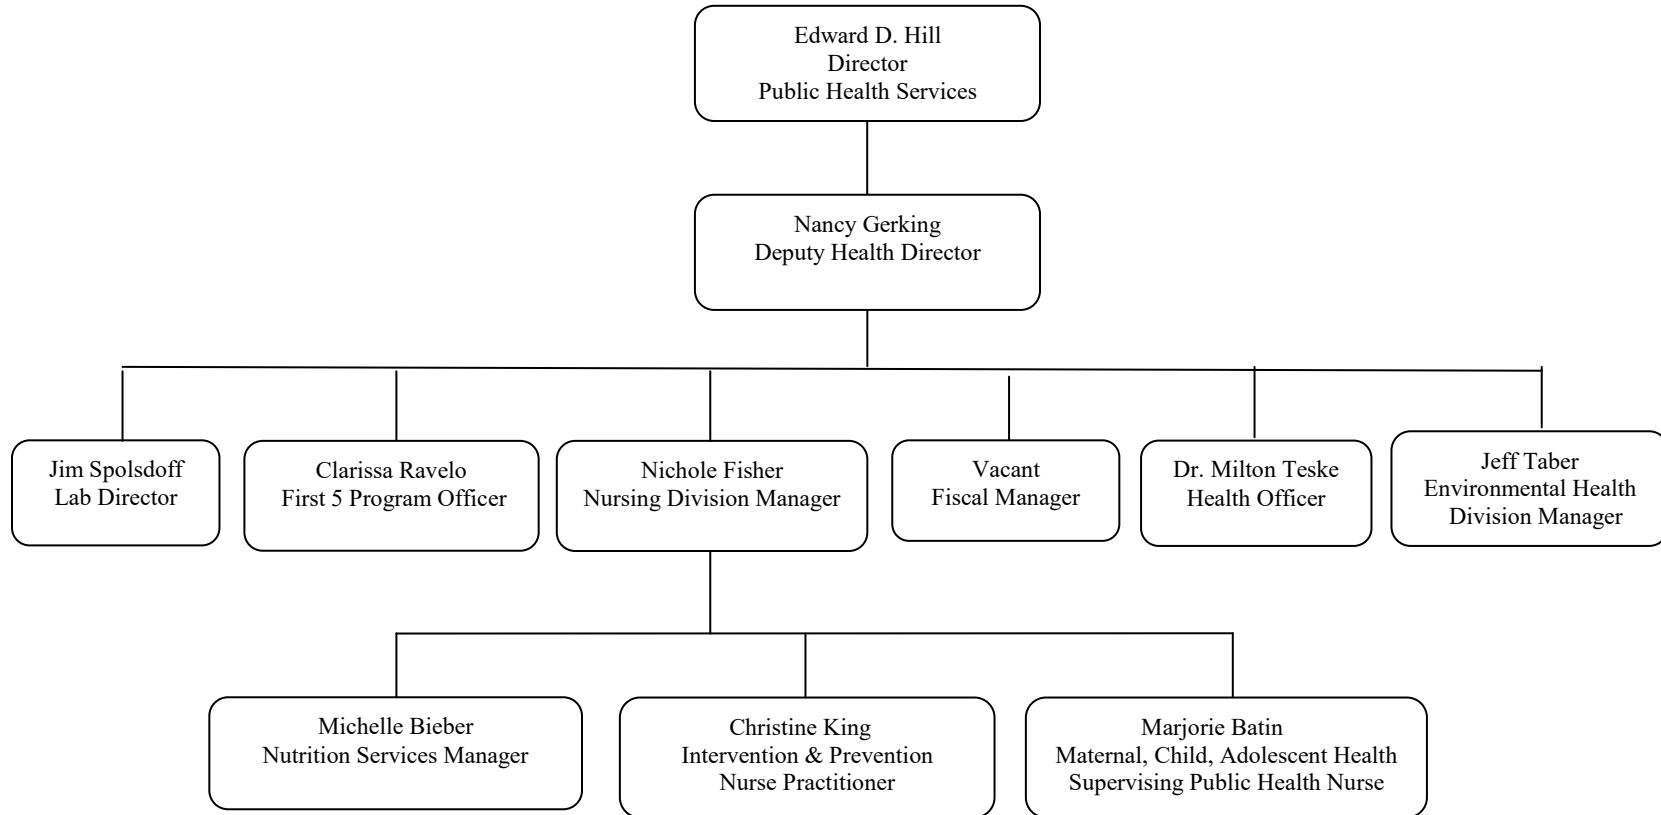 Edward D. Hill
Director
Public Health Services
Nancy Gerking
Deputy Health Director
Jim Spolsdoff
Lab Director
Clarissa Ravelo
First 5 Program Officer
Nichole Fisher
Nursing Division Manager
Vacant
Fiscal Manager
Dr. Milton Teske
Health Officer
Jeff Taber
Environmental Health
Division Manager
Michelle Bieber
Nutrition Services Manager
Christine King
Intervention & Prevention
Nurse Practitioner
Marjorie Batin
Maternal, Child, Adolescent Health
Supervising Public Health Nurse